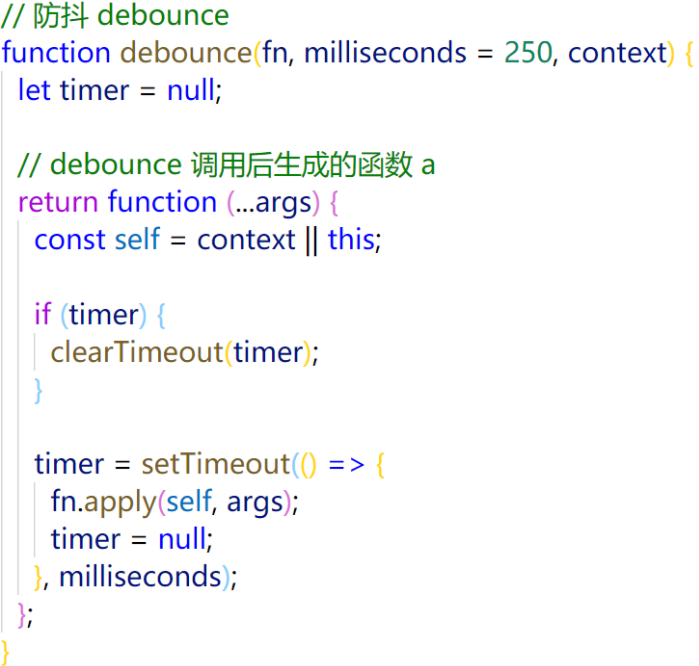 // 防抖 debounce
function debounce(fn, milliseconds = 250, context) {
  let timer = null;

  // debounce 调用后生成的函数 a
  return function (...args) {
    const self = context || this;

    if (timer) {
      clearTimeout(timer);
    }

    timer = setTimeout(() => {
      fn.apply(self, args);
      timer = null;
    }, milliseconds);
  };
}